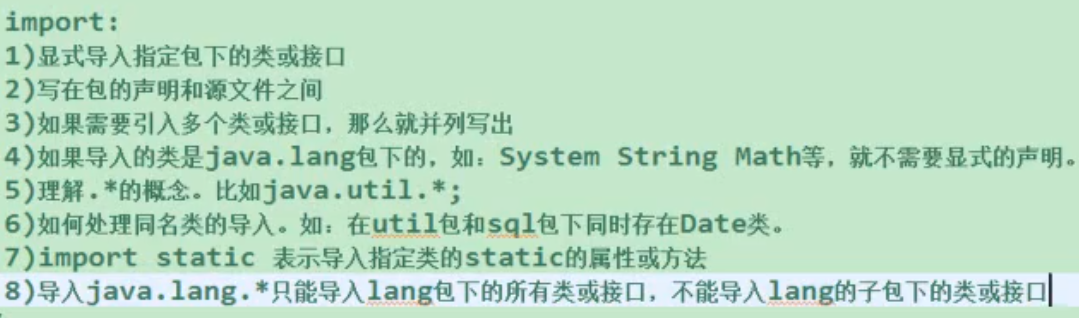 import:
1)显式导入指定包下的类或接口
2)写在包的声明和源文件之间
3)如果需要引入多个类或接口，那么就并列写出
4)如果导入的类是java.lang包下的，如：System String Math等，就不需要显式的声明。
5)理解.*的概念。比如java.util.*;
6)如何处理同名类的导入。如：在util包和sql包下同时存在Date类。
7)import static 表示导入指定类的static的属性或方法
8)导入java.lang.*只能导入lang包下的所有类或接口，不能导入lang的子包下的类或接口